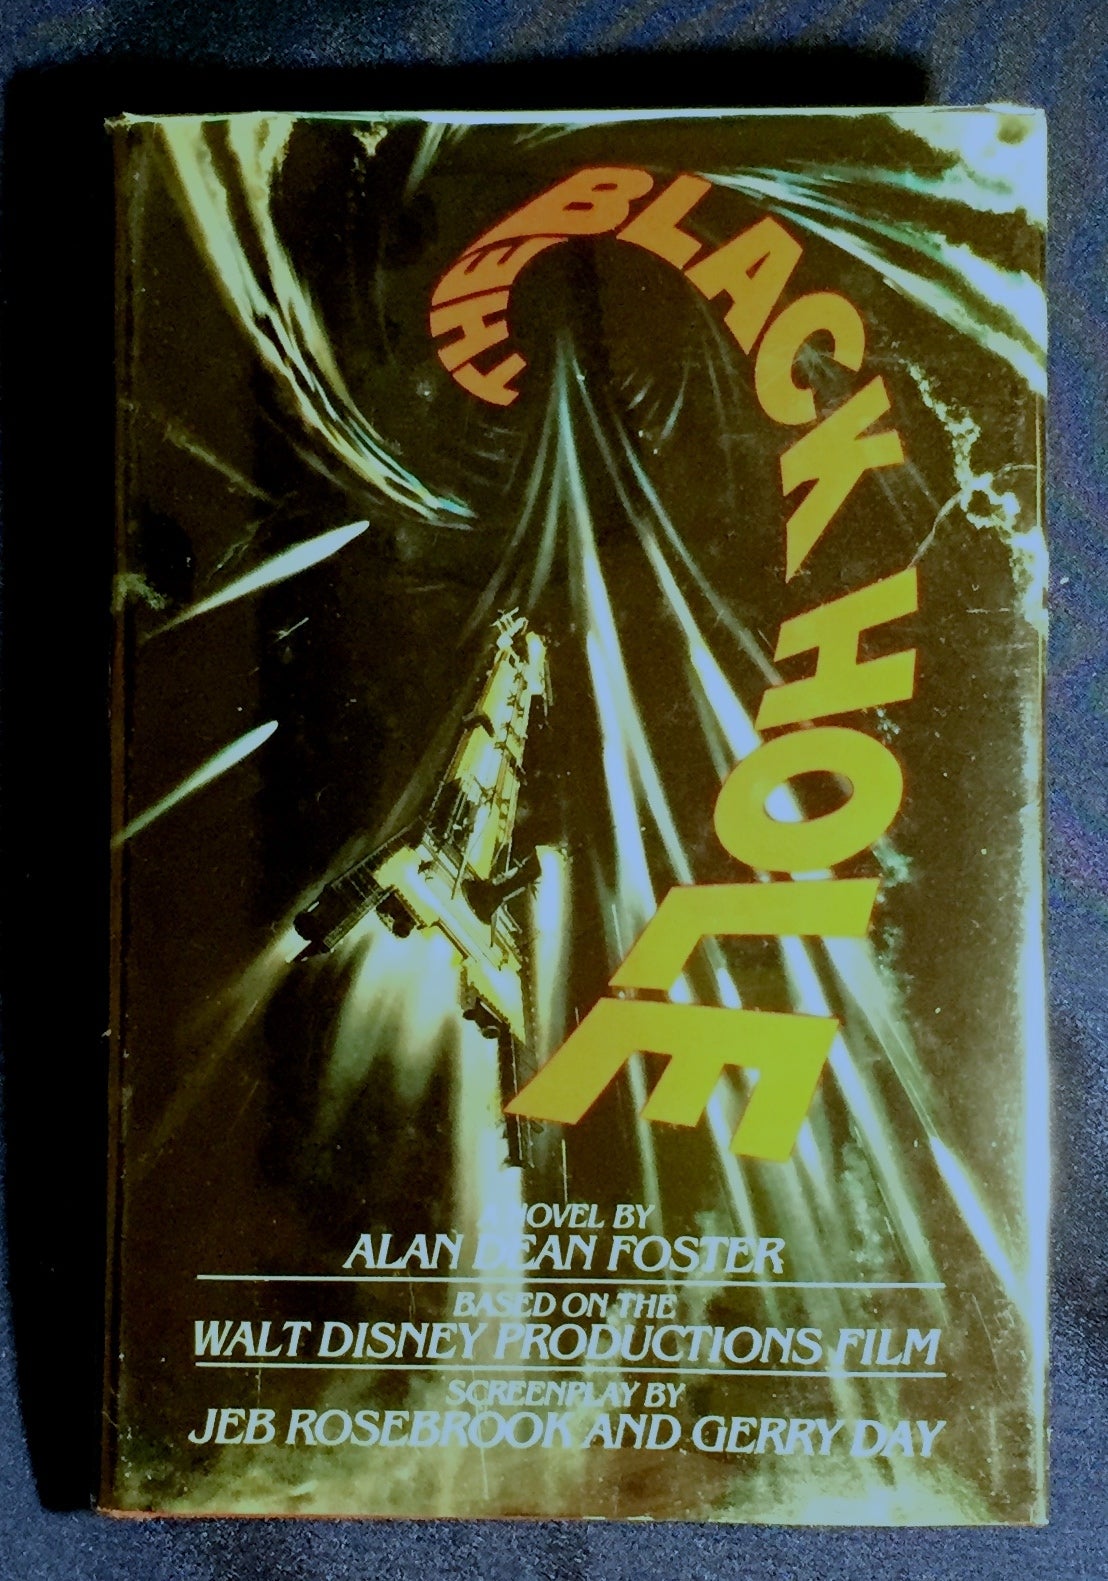 THE BLACK HOLE
A NOVEL BY
ALAN DEAN FOSTER
BASED ON THE
WALT DISNEY PRODUCTIONS FILM
SCREENPLAY BY
JEB ROSEBROOK AND GERRY DAY